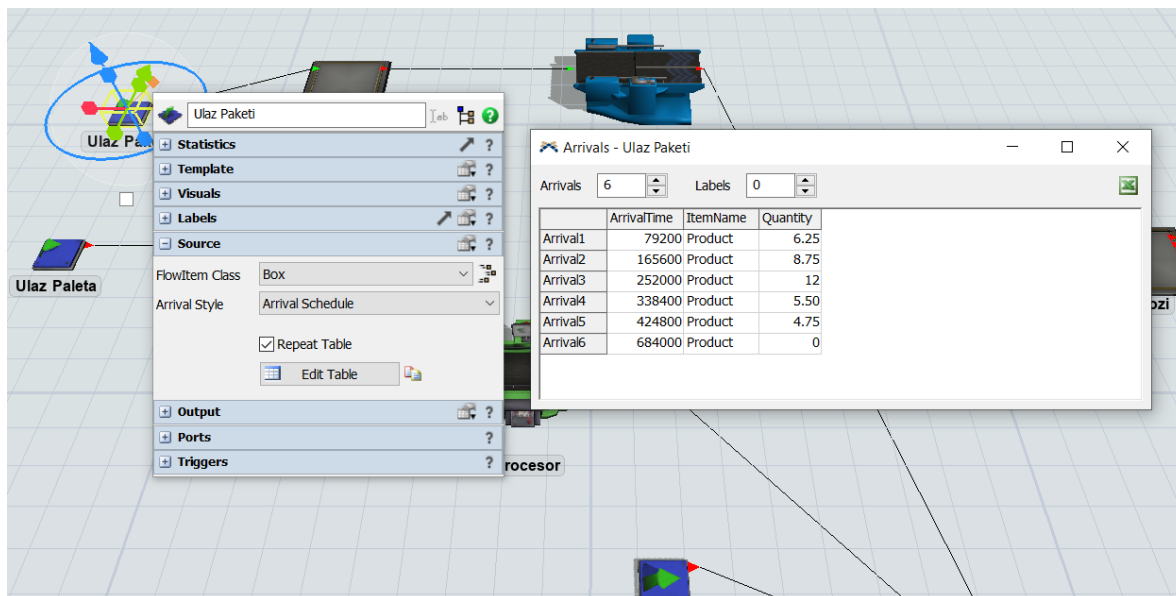 Ulaz Paketi
Ulaz Pa
Statistics
Template
Visuals
Labels
Source
FlowItem Class Box
Arrival Style Arrival Schedule
Repeat Table
Edit Table
Output
Ports
Triggers
Ulaz Paleta
rocesor
ozi
Arrivals - Ulaz Paketi
Arrivals 6 Labels 0
ArrivalTime ItemName Quantity
Arrival1 79200 Product 6.25
Arrival2 165600 Product 8.75
Arrival3 252000 Product 12
Arrival4 338400 Product 5.50
Arrival5 424800 Product 4.75
Arrival6 684000 Product 0